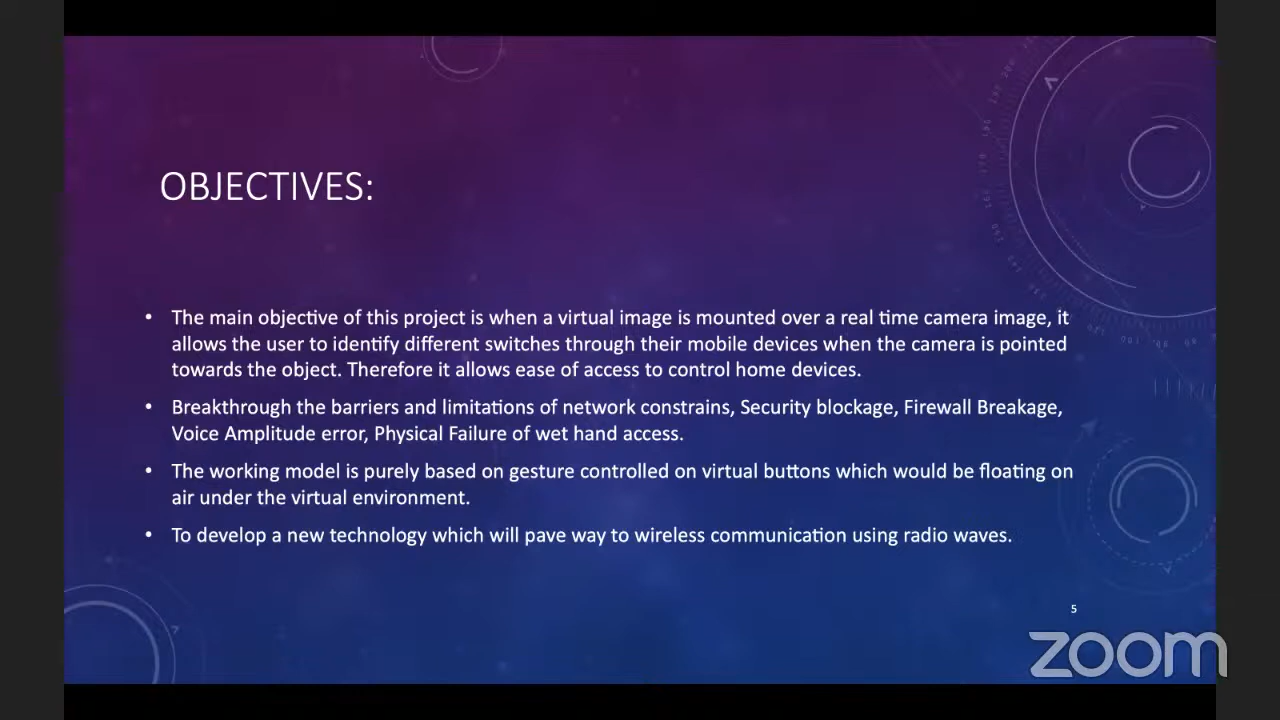 OBJECTIVES:
• The main objective of this project is when a virtual image is mounted over a real time camera image, it
allows the user to identify different switches through their mobile devices when the camera is pointed
towards the object. Therefore it allows ease of access to control home devices.
• Breakthrough the barriers and limitations of network constrains, Security blockage, Firewall Breakage,
Voice Amplitude error, Physical Failure of wet hand access.
• The working model is purely based on gesture controlled on virtual buttons which would be floating on
air under the virtual environment.
• To develop a new technology which will pave way to wireless communication using radio waves.
5
zoom